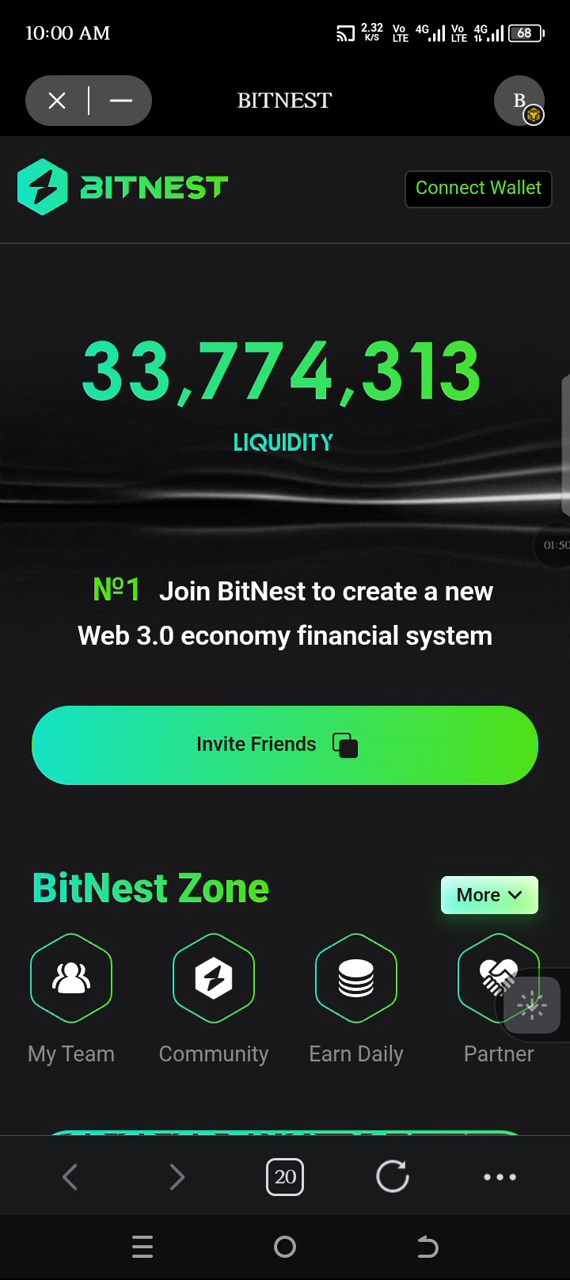 10:00 AM
2.32 K/S Vo LTE 4G Vo LTE 4G 68
BITNEST
B
BITNEST
Connect Wallet
33,774,313
LIQUIDITY
01:50
№1 Join BitNest to create a new
Web 3.0 economy financial system
Invite Friends
BitNest Zone
More
My Team Community Earn Daily Partner
20